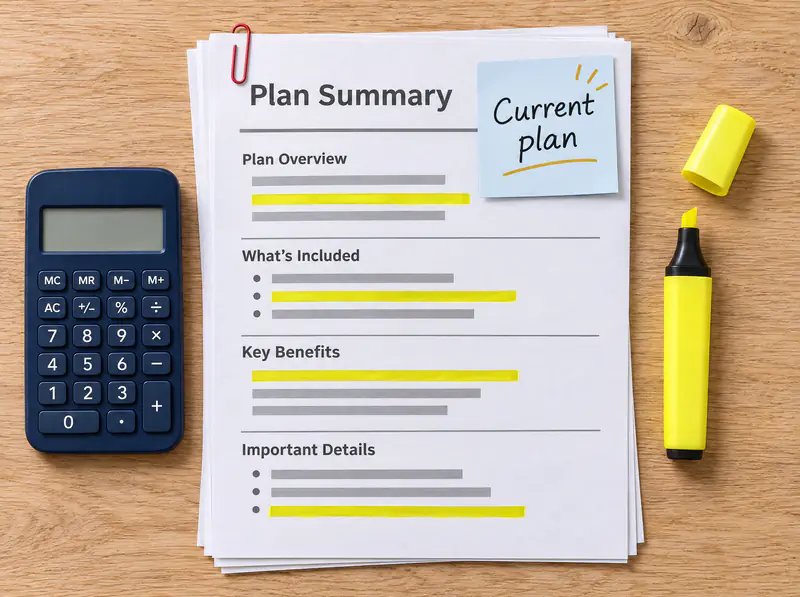 Plan Summary
Current
plan
Plan Overview
What's Included
Key Benefits
Important Details
MC MR M− M+
AC +/− % ÷
7 8 9 ×
4 5 6 −
1 2 3 +
0 ·